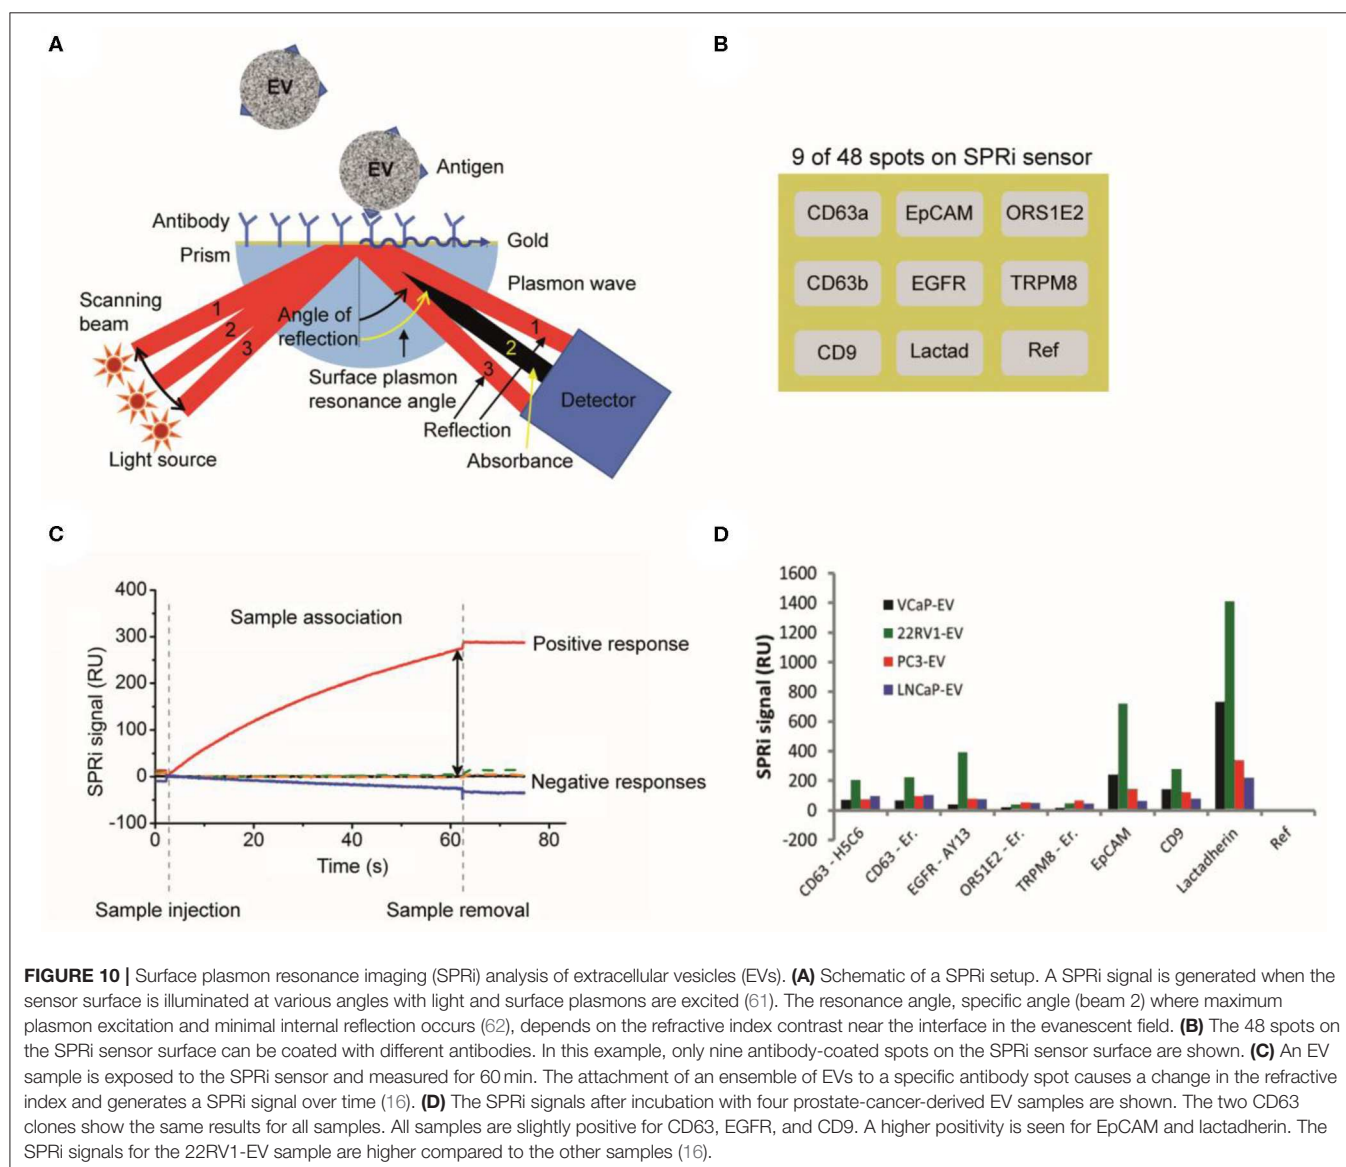 A
EV
EV
Antigen
Antibody
Gold
Prism
Plasmon wave
Scanning
beam
1
2
3
Angle of
reflection
1
2
3
Surface plasmon
resonance angle
Detector
Reflection
Light source
Absorbance
B
9 of 48 spots on SPRi sensor
CD63a EpCAM ORS1E2
CD63b EGFR TRPM8
CD9 Lactad Ref
C
400
300
200
100
0
-100
SPRi signal (RU)
Sample association
Positive response
Negative responses
0 20 40 60 80
Time (s)
Sample injection Sample removal
D
1600
1400
1200
1000
800
600
400
200
0
-200
SPRi signal (RU)
VCaP-EV
22RV1-EV
PC3-EV
LNCaP-EV
CD63 - H5C6
CD63 - Er.
EGFR - AY13
OR51E2 - Er.
TRPM8 - Er.
EpCAM
CD9
Lactadherin
Ref
FIGURE 10 | Surface plasmon resonance imaging (SPRi) analysis of extracellular vesicles (EVs). (A) Schematic of a SPRi setup. A SPRi signal is generated when the
sensor surface is illuminated at various angles with light and surface plasmons are excited (61). The resonance angle, specific angle (beam 2) where maximum
plasmon excitation and minimal internal reflection occurs (62), depends on the refractive index contrast near the interface in the evanescent field. (B) The 48 spots on
the SPRi sensor surface can be coated with different antibodies. In this example, only nine antibody-coated spots on the SPRi sensor surface are shown. (C) An EV
sample is exposed to the SPRi sensor and measured for 60 min. The attachment of an ensemble of EVs to a specific antibody spot causes a change in the refractive
index and generates a SPRi signal over time (16). (D) The SPRi signals after incubation with four prostate-cancer-derived EV samples are shown. The two CD63
clones show the same results for all samples. All samples are slightly positive for CD63, EGFR, and CD9. A higher positivity is seen for EpCAM and lactadherin. The
SPRi signals for the 22RV1-EV sample are higher compared to the other samples (16).